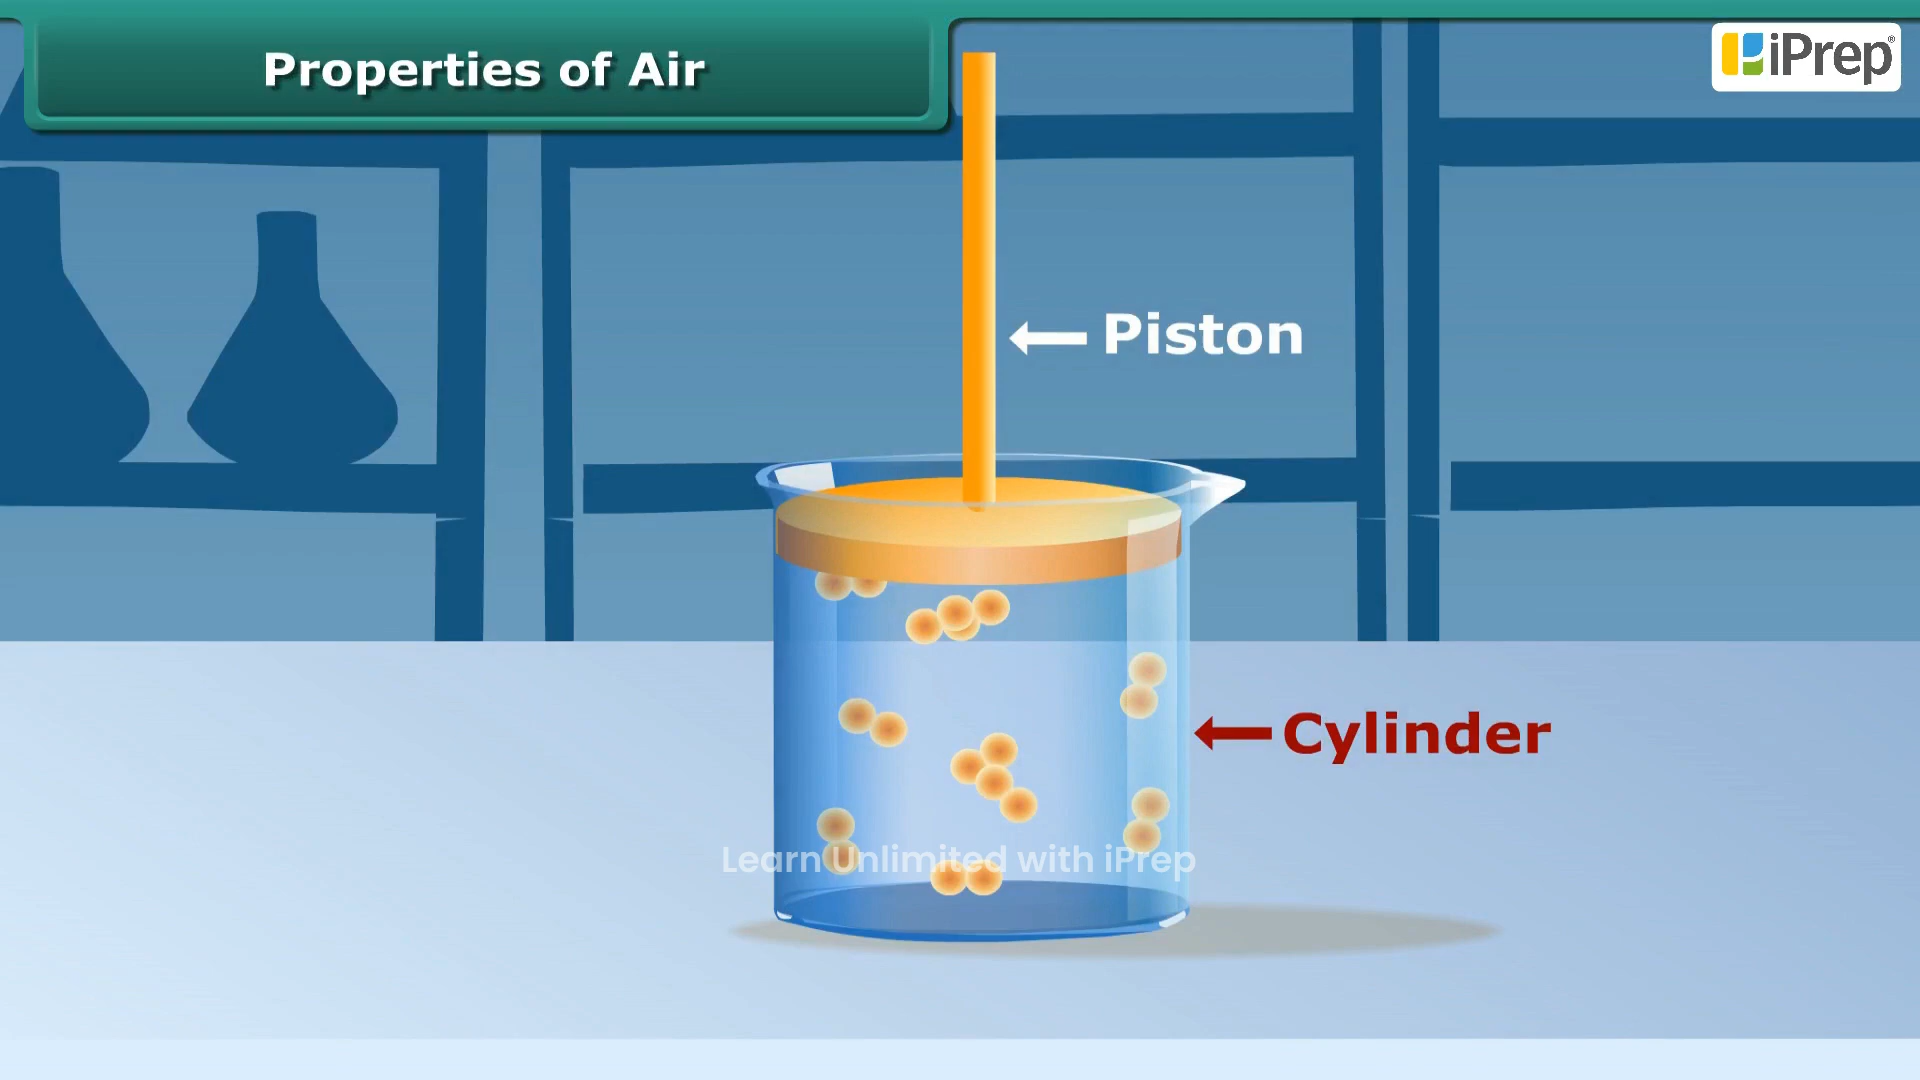 Properties of Air
iPrep®
Piston
Cylinder
Learn Unlimited with iPrep